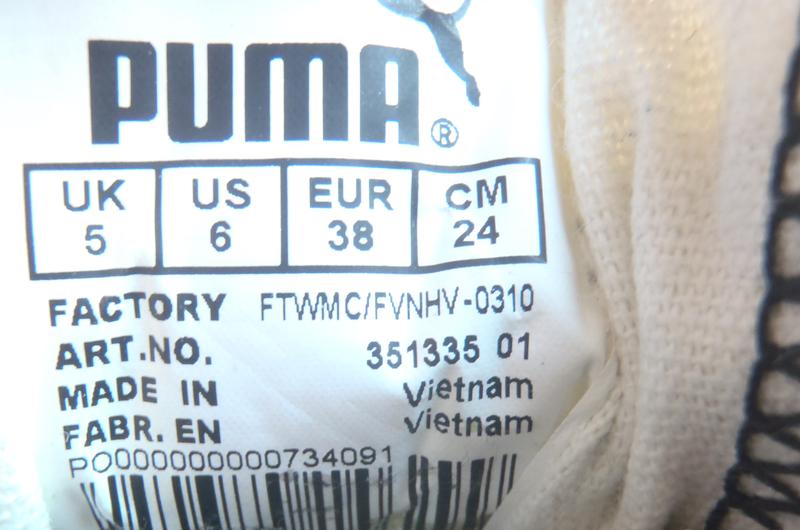 PUMA®
UK US EUR CM
5 6 38 24
FACTORY FTWMC/FVNHV-0310
ART.NO. 351335 01
MADE IN Vietnam
FABR. EN Vietnam
PO0000000000734091